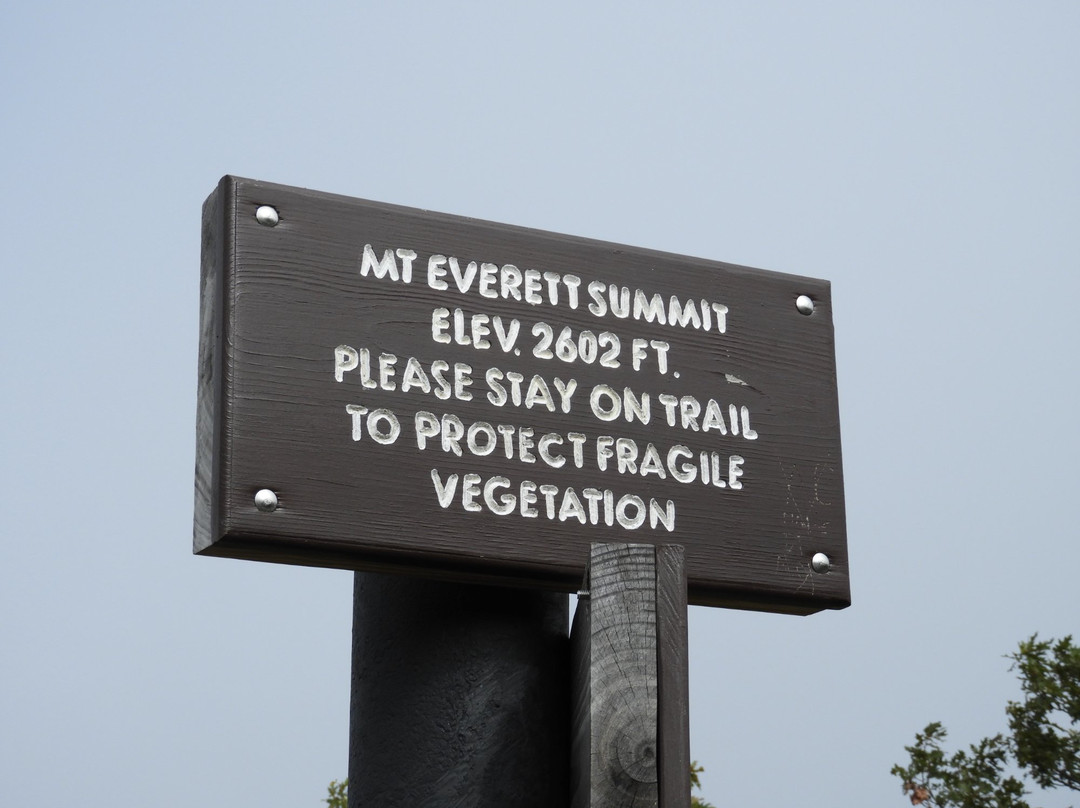 MT EVERETT SUMMIT
ELEV. 2602 FT.
PLEASE STAY ON TRAIL
TO PROTECT FRAGILE
VEGETATION